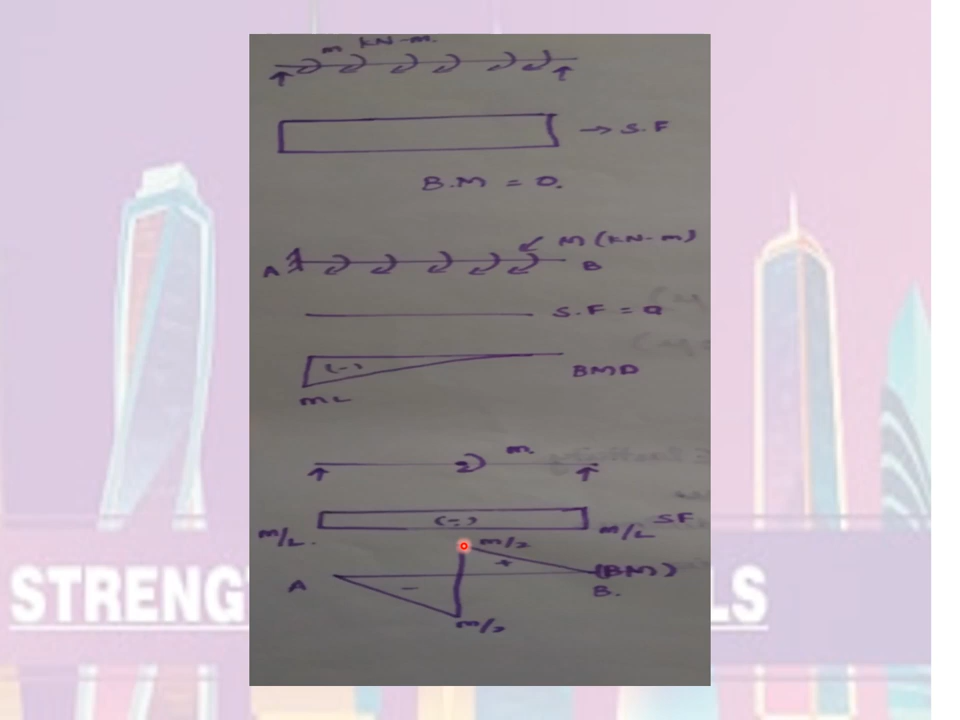 m kN-m.
→ S.F
B.M = 0.
M (kN-m)
A B
S.F = 0
(-)
BMD
mL
m.
(-)
m/L. m/L SF
m/2
+
(BM)
A - B.
m/2
STRENG LS